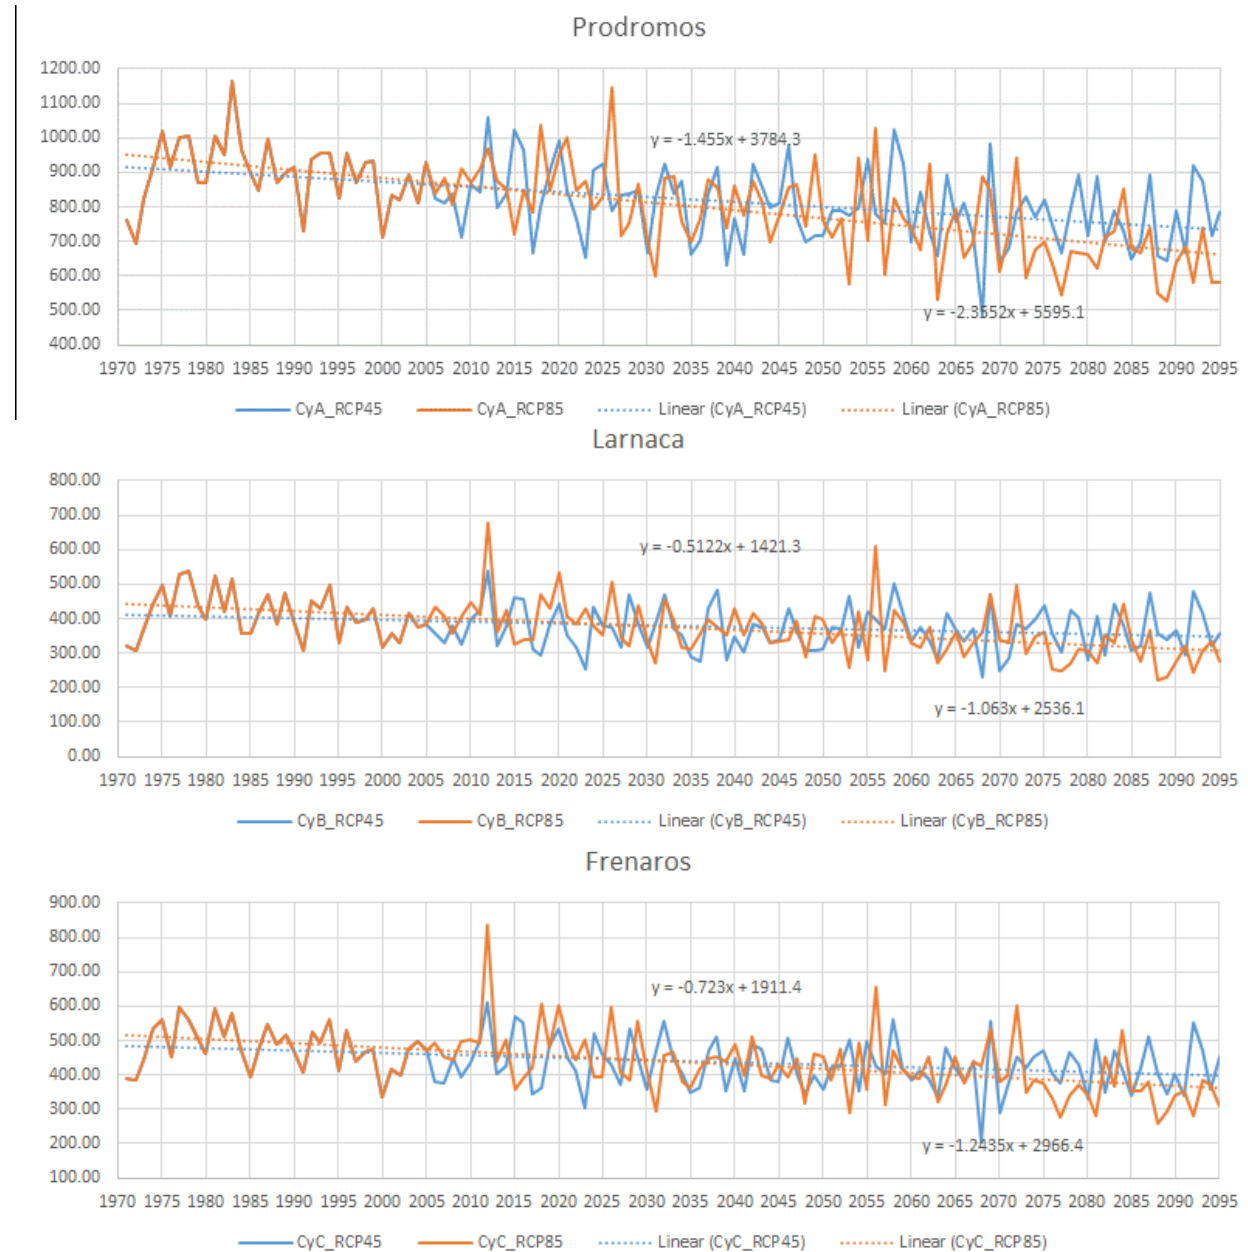 Prodromos
1200.00
1100.00
1000.00
900.00
800.00
700.00
600.00
500.00
400.00
y = -1.455x + 3784.3
y = -2.3552x + 5595.1
1970 1975 1980 1985 1990 1995 2000 2005 2010 2015 2020 2025 2030 2035 2040 2045 2050 2055 2060 2065 2070 2075 2080 2085 2090 2095
CyA_RCP45 CyA_RCP85 Linear (CyA_RCP45) Linear (CyA_RCP85)
Larnaca
800.00
700.00
600.00
500.00
400.00
300.00
200.00
100.00
0.00
y = -0.5122x + 1421.3
y = -1.063x + 2536.1
1970 1975 1980 1985 1990 1995 2000 2005 2010 2015 2020 2025 2030 2035 2040 2045 2050 2055 2060 2065 2070 2075 2080 2085 2090 2095
CyB_RCP45 CyB_RCP85 Linear (CyB_RCP45) Linear (CyB_RCP85)
Frenaros
900.00
800.00
700.00
600.00
500.00
400.00
300.00
200.00
100.00
y = -0.723x + 1911.4
y = -1.2435x + 2966.4
1970 1975 1980 1985 1990 1995 2000 2005 2010 2015 2020 2025 2030 2035 2040 2045 2050 2055 2060 2065 2070 2075 2080 2085 2090 2095
CyC_RCP45 CyC_RCP85 Linear (CyC_RCP45) Linear (CyC_RCP85)